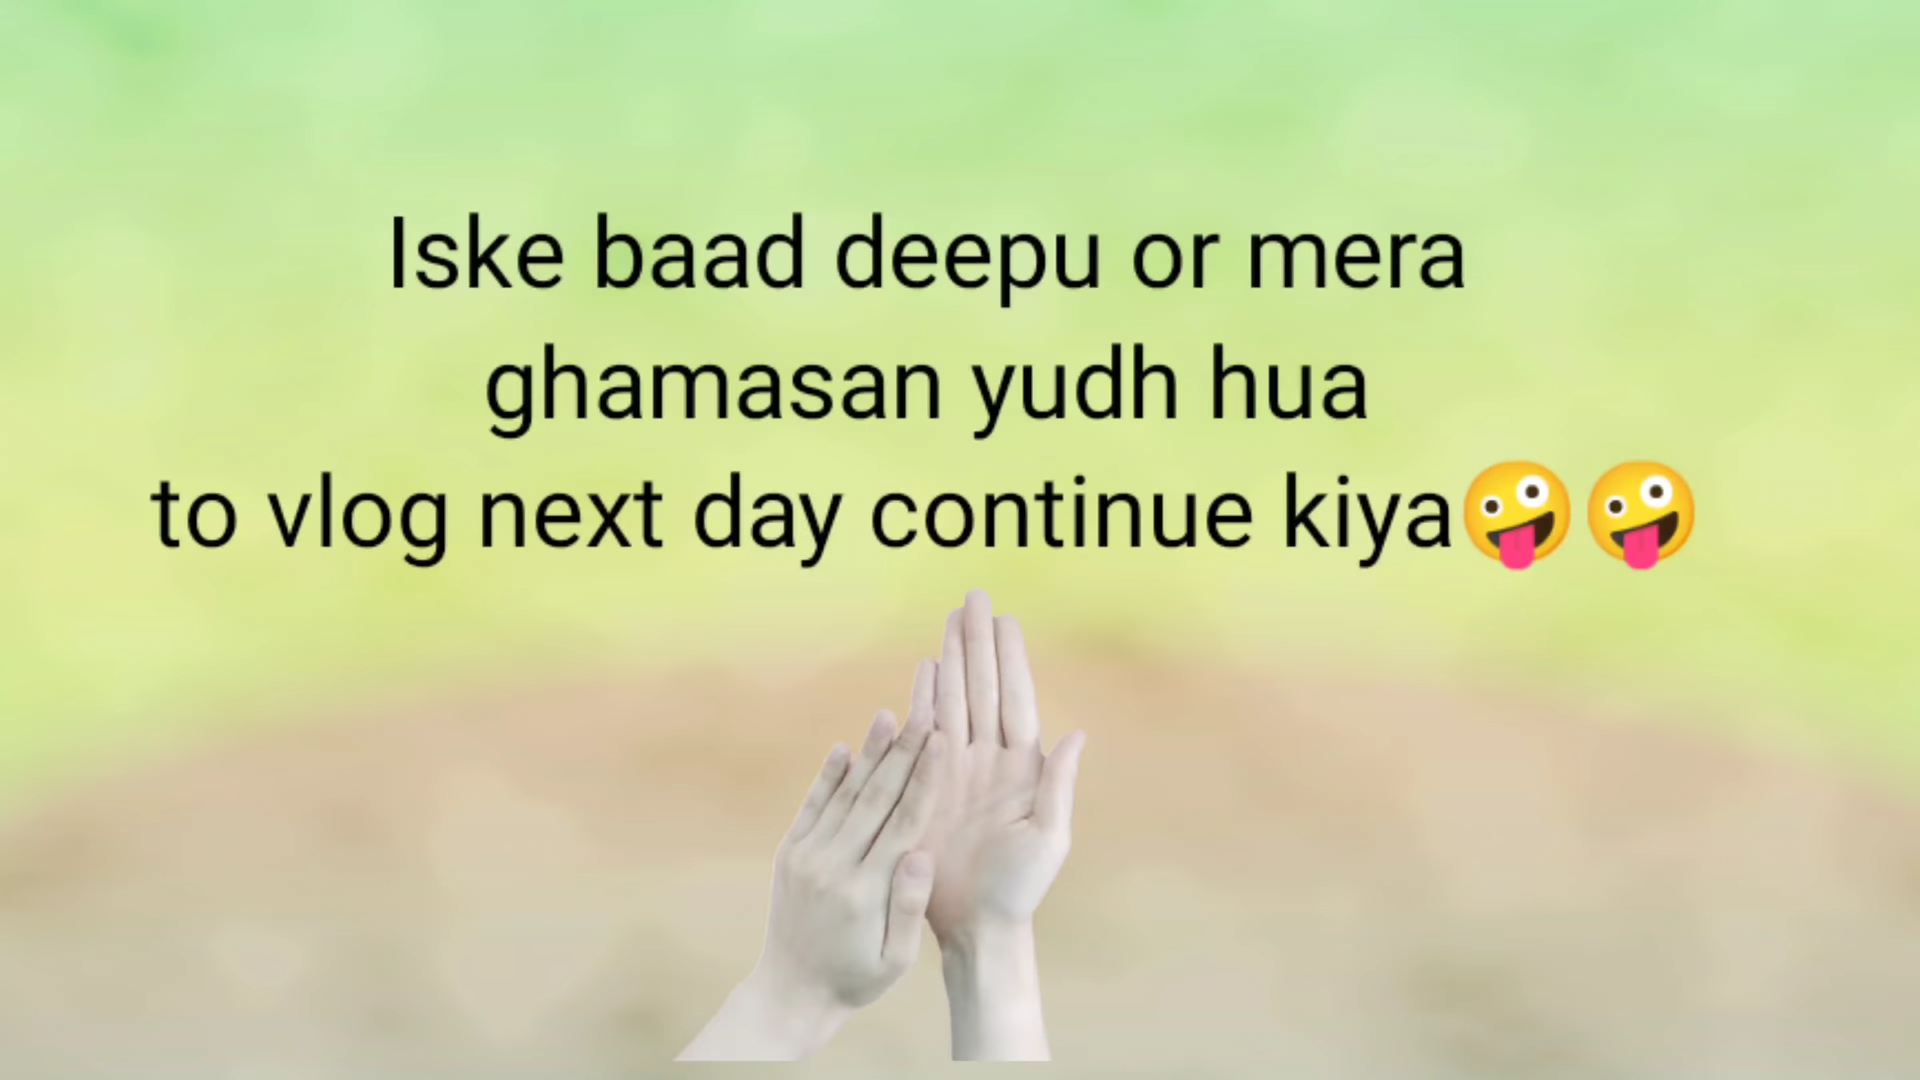 Iske baad deepu or mera
ghamasan yudh hua
to vlog next day continue kiya🤪🤪